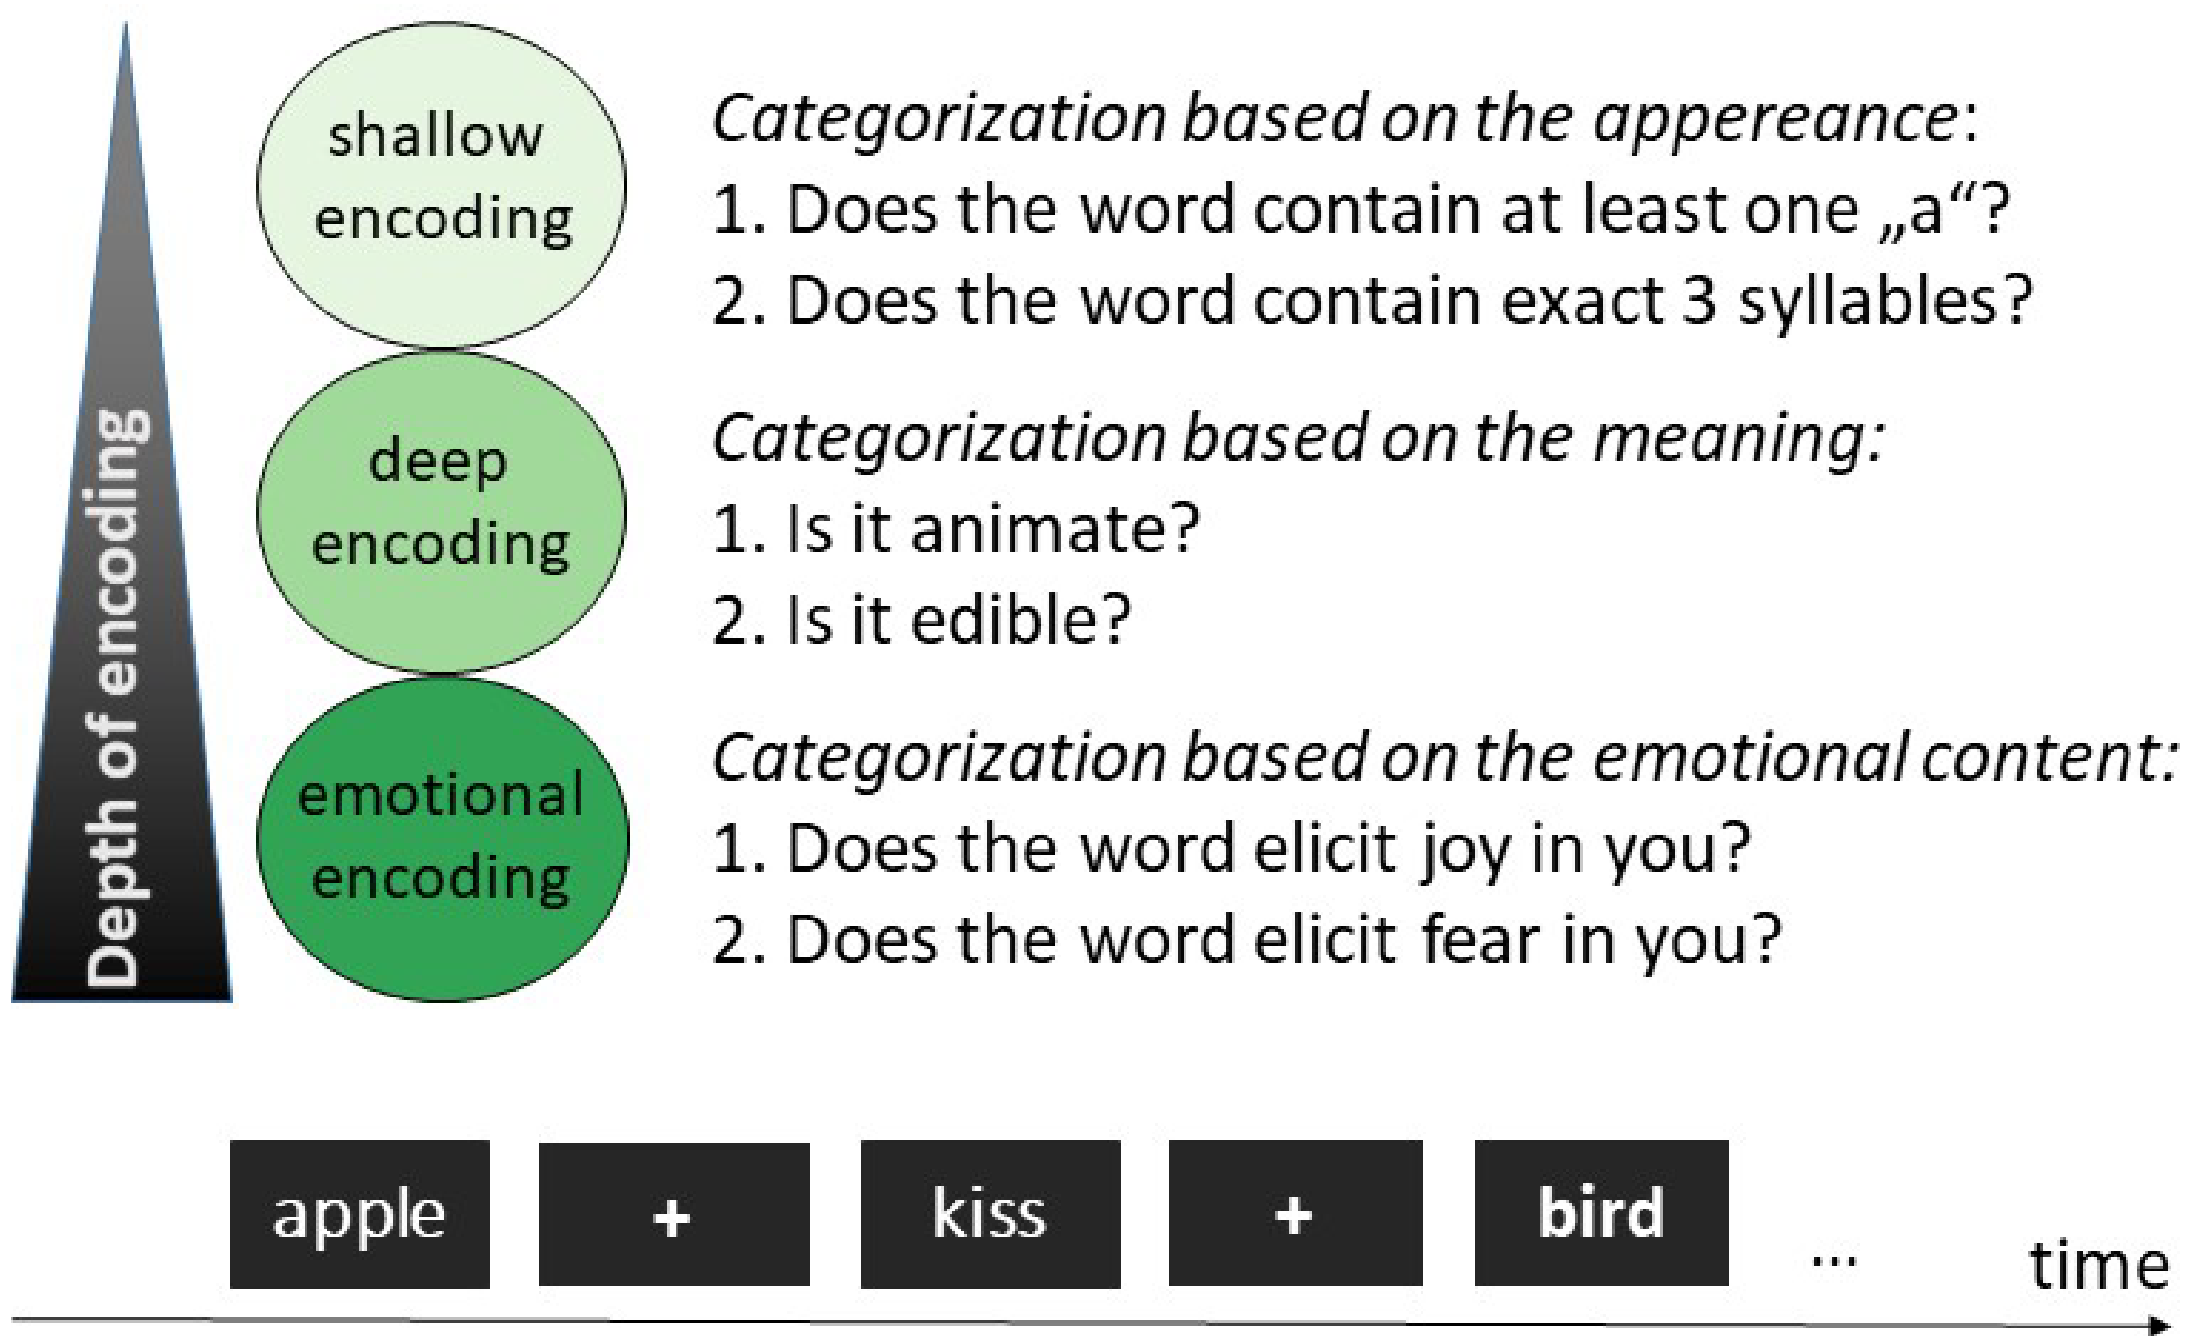 Depth of encoding
shallow
encoding
Categorization based on the appereance:
1. Does the word contain at least one „a“?
2. Does the word contain exact 3 syllables?
deep
encoding
Categorization based on the meaning:
1. Is it animate?
2. Is it edible?
emotional
encoding
Categorization based on the emotional content:
1. Does the word elicit joy in you?
2. Does the word elicit fear in you?
apple + kiss + bird ... time